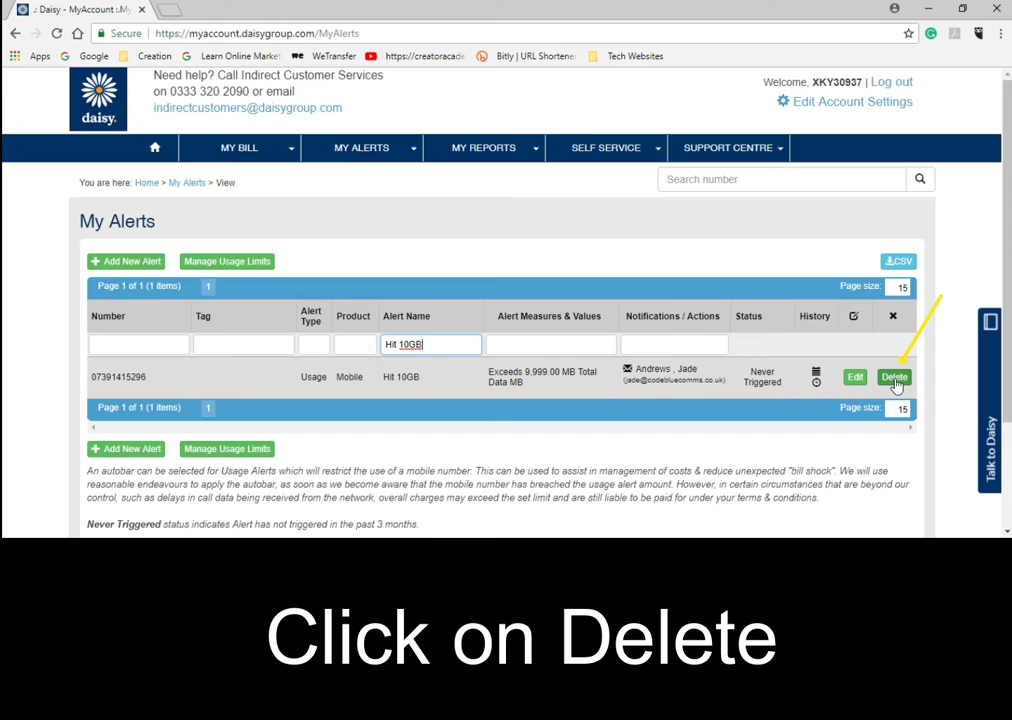 .: Daisy - MyAccount :.My
Secure https://myaccount.daisygroup.com/MyAlerts
Apps Google Creation Learn Online Market WeTransfer https://creatoracade Bitly | URL Shortene Tech Websites
daisy.
Need help? Call Indirect Customer Services
on 0333 320 2090 or email
indirectcustomers@daisygroup.com
Welcome, XKY30937 | Log out
Edit Account Settings
MY BILL MY ALERTS MY REPORTS SELF SERVICE SUPPORT CENTRE
You are here: Home > My Alerts > View
Search number
My Alerts
Add New Alert Manage Usage Limits CSV
Page 1 of 1 (1 items) 1 Page size: 15
Number Tag Alert Type Product Alert Name Alert Measures & Values Notifications / Actions Status History
Hit 10GB
07391415296 Usage Mobile Hit 10GB Exceeds 9,999.00 MB Total Data MB Andrews , Jade (jade@codebluecomms.co.uk) Never Triggered Edit Delete
Page 1 of 1 (1 items) 1 Page size: 15
Add New Alert Manage Usage Limits
An autobar can be selected for Usage Alerts which will restrict the use of a mobile number. This can be used to assist in management of costs & reduce unexpected "bill shock". We will use
reasonable endeavours to apply the autobar, as soon as we become aware that the mobile number has breached the usage alert amount. However, in certain circumstances that are beyond our
control, such as delays in call data being received from the network, overall charges may exceed the set limit and are still liable to be paid for under your terms & conditions.
Never Triggered status indicates Alert has not triggered in the past 3 months.
Talk to Daisy
Click on Delete